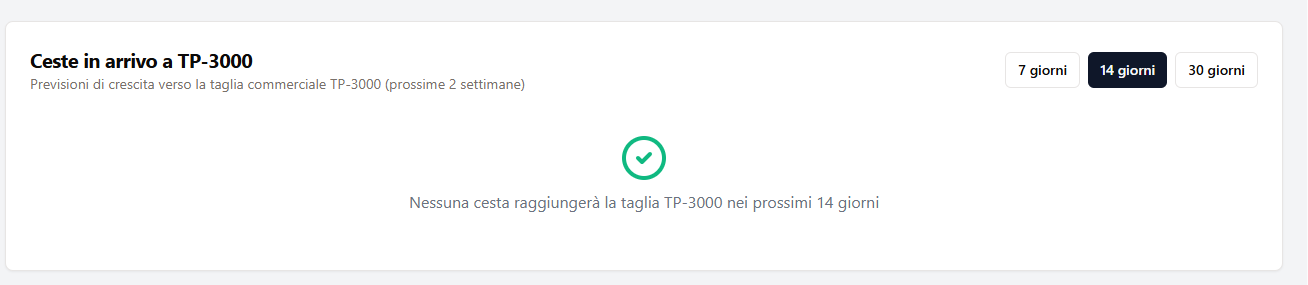 Ceste in arrivo a TP-3000
Previsioni di crescita verso la taglia commerciale TP-3000 (prossime 2 settimane)
7 giorni
14 giorni
30 giorni
Nessuna cesta raggiungerà la taglia TP-3000 nei prossimi 14 giorni